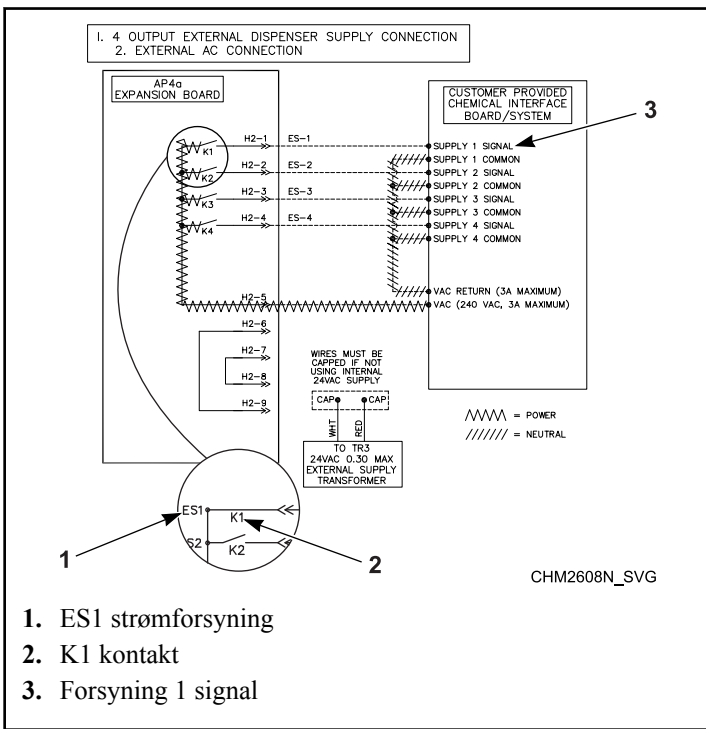 I. 4 OUTPUT EXTERNAL DISPENSER SUPPLY CONNECTION
2. EXTERNAL AC CONNECTION
AP4a
EXPANSION BOARD
CUSTOMER PROVIDED
CHEMICAL INTERFACE
BOARD/SYSTEM
3
K1 H2-1 ES-1 SUPPLY 1 SIGNAL
SUPPLY 1 COMMON
K2 H2-2 ES-2 SUPPLY 2 SIGNAL
SUPPLY 2 COMMON
K3 H2-3 ES-3 SUPPLY 3 SIGNAL
SUPPLY 3 COMMON
K4 H2-4 ES-4 SUPPLY 4 SIGNAL
SUPPLY 4 COMMON
VAC RETURN (3A MAXIMUM)
H2-5 VAC (240 VAC, 3A MAXIMUM)
H2-6
H2-7
H2-8
H2-9
WIRES MUST BE
CAPPED IF NOT
USING INTERNAL
24VAC SUPPLY
CAP CAP
WHT RED
TO TR3
24VAC 0.30 MAX
EXTERNAL SUPPLY
TRANSFORMER
= POWER
= NEUTRAL
ES1 K1
S2 K2
1
2
CHM2608N_SVG
1. ES1 strømforsyning
2. K1 kontakt
3. Forsyning 1 signal